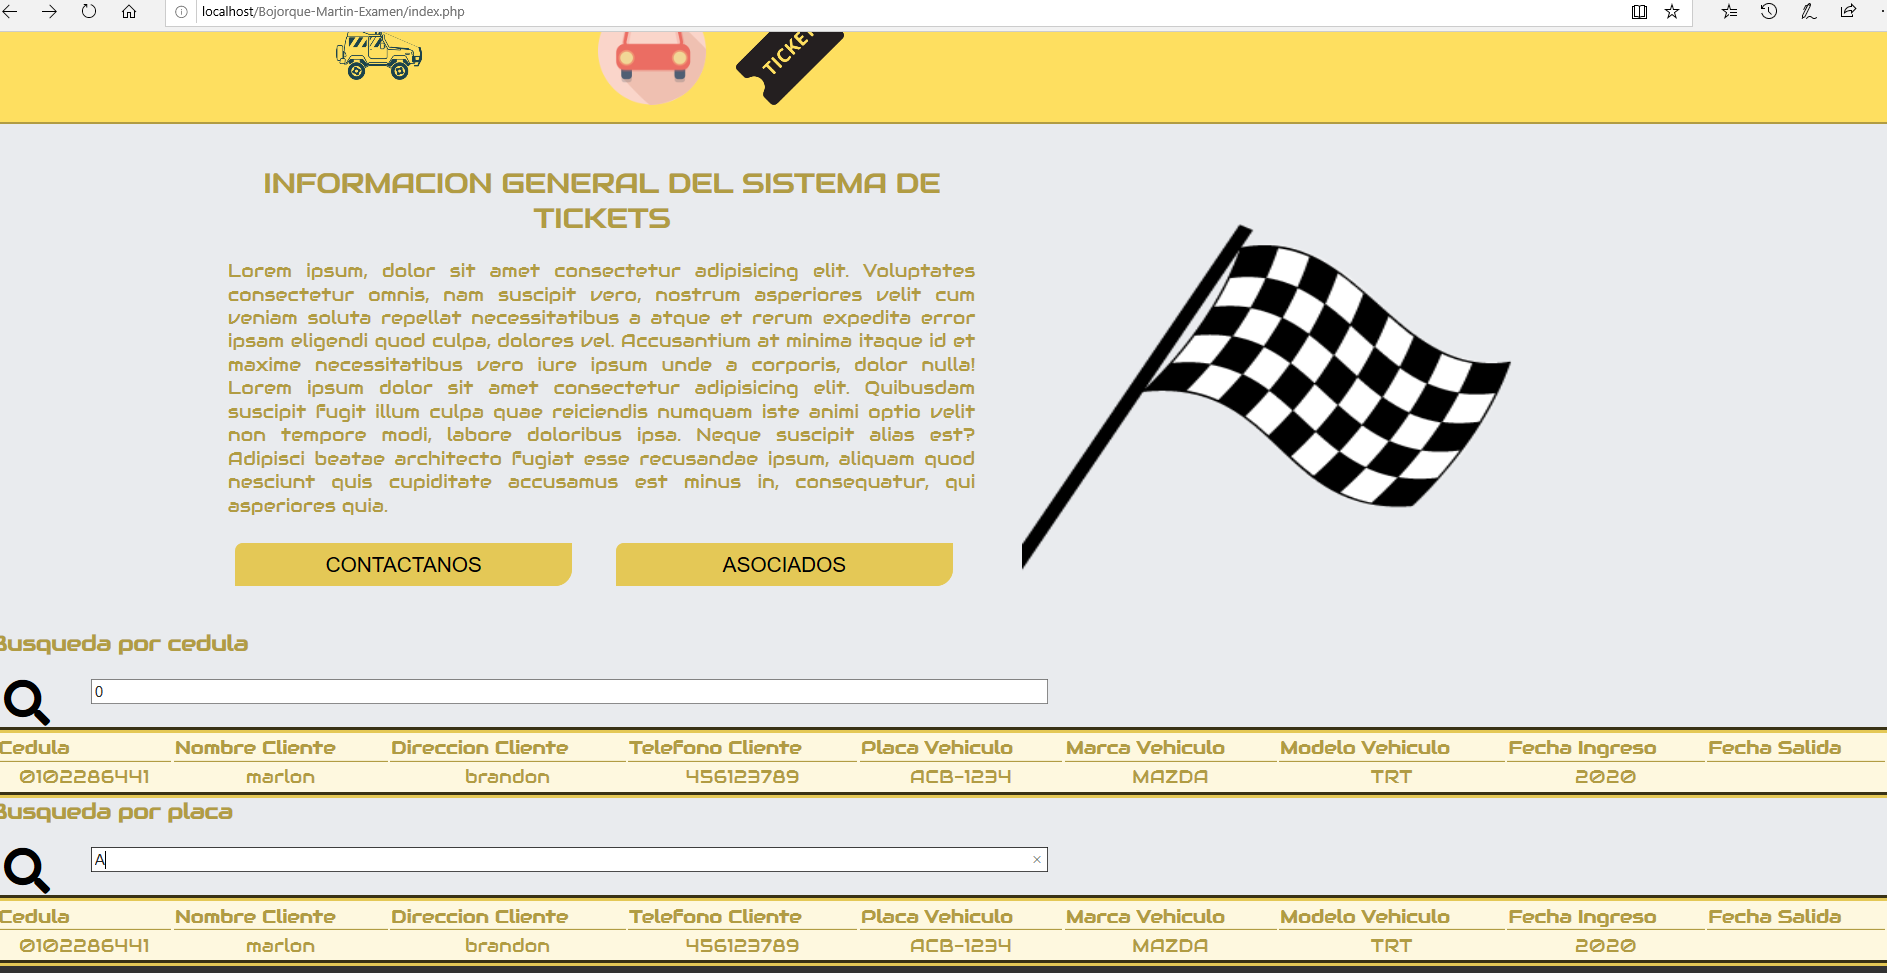 localhost/Bojorque-Martin-Examen/index.php
TICKET
INFORMACION GENERAL DEL SISTEMA DE
TICKETS
Lorem ipsum, dolor sit amet consectetur adipisicing elit. Voluptates
consectetur omnis, nam suscipit vero, nostrum asperiores velit cum
veniam soluta repellat necessitatibus a atque et rerum expedita error
ipsam eligendi quod culpa, dolores vel. Accusantium at minima itaque id et
maxime necessitatibus vero iure ipsum unde a corporis, dolor nulla!
Lorem ipsum dolor sit amet consectetur adipisicing elit. Quibusdam
suscipit fugit illum culpa quae reiciendis numquam iste animi optio velit
non tempore modi, labore doloribus ipsa. Neque suscipit alias est?
Adipisci beatae architecto fugiat esse recusandae ipsum, aliquam quod
nesciunt quis cupiditate accusamus est minus in, consequatur, qui
asperiores quia.
CONTACTANOS ASOCIADOS
Busqueda por cedula
0
Cedula Nombre Cliente Direccion Cliente Telefono Cliente Placa Vehiculo Marca Vehiculo Modelo Vehiculo Fecha Ingreso Fecha Salida
0102286441 marlon brandon 456123789 ACB-1234 MAZDA TRT 2020
Busqueda por placa
A
Cedula Nombre Cliente Direccion Cliente Telefono Cliente Placa Vehiculo Marca Vehiculo Modelo Vehiculo Fecha Ingreso Fecha Salida
0102286441 marlon brandon 456123789 ACB-1234 MAZDA TRT 2020